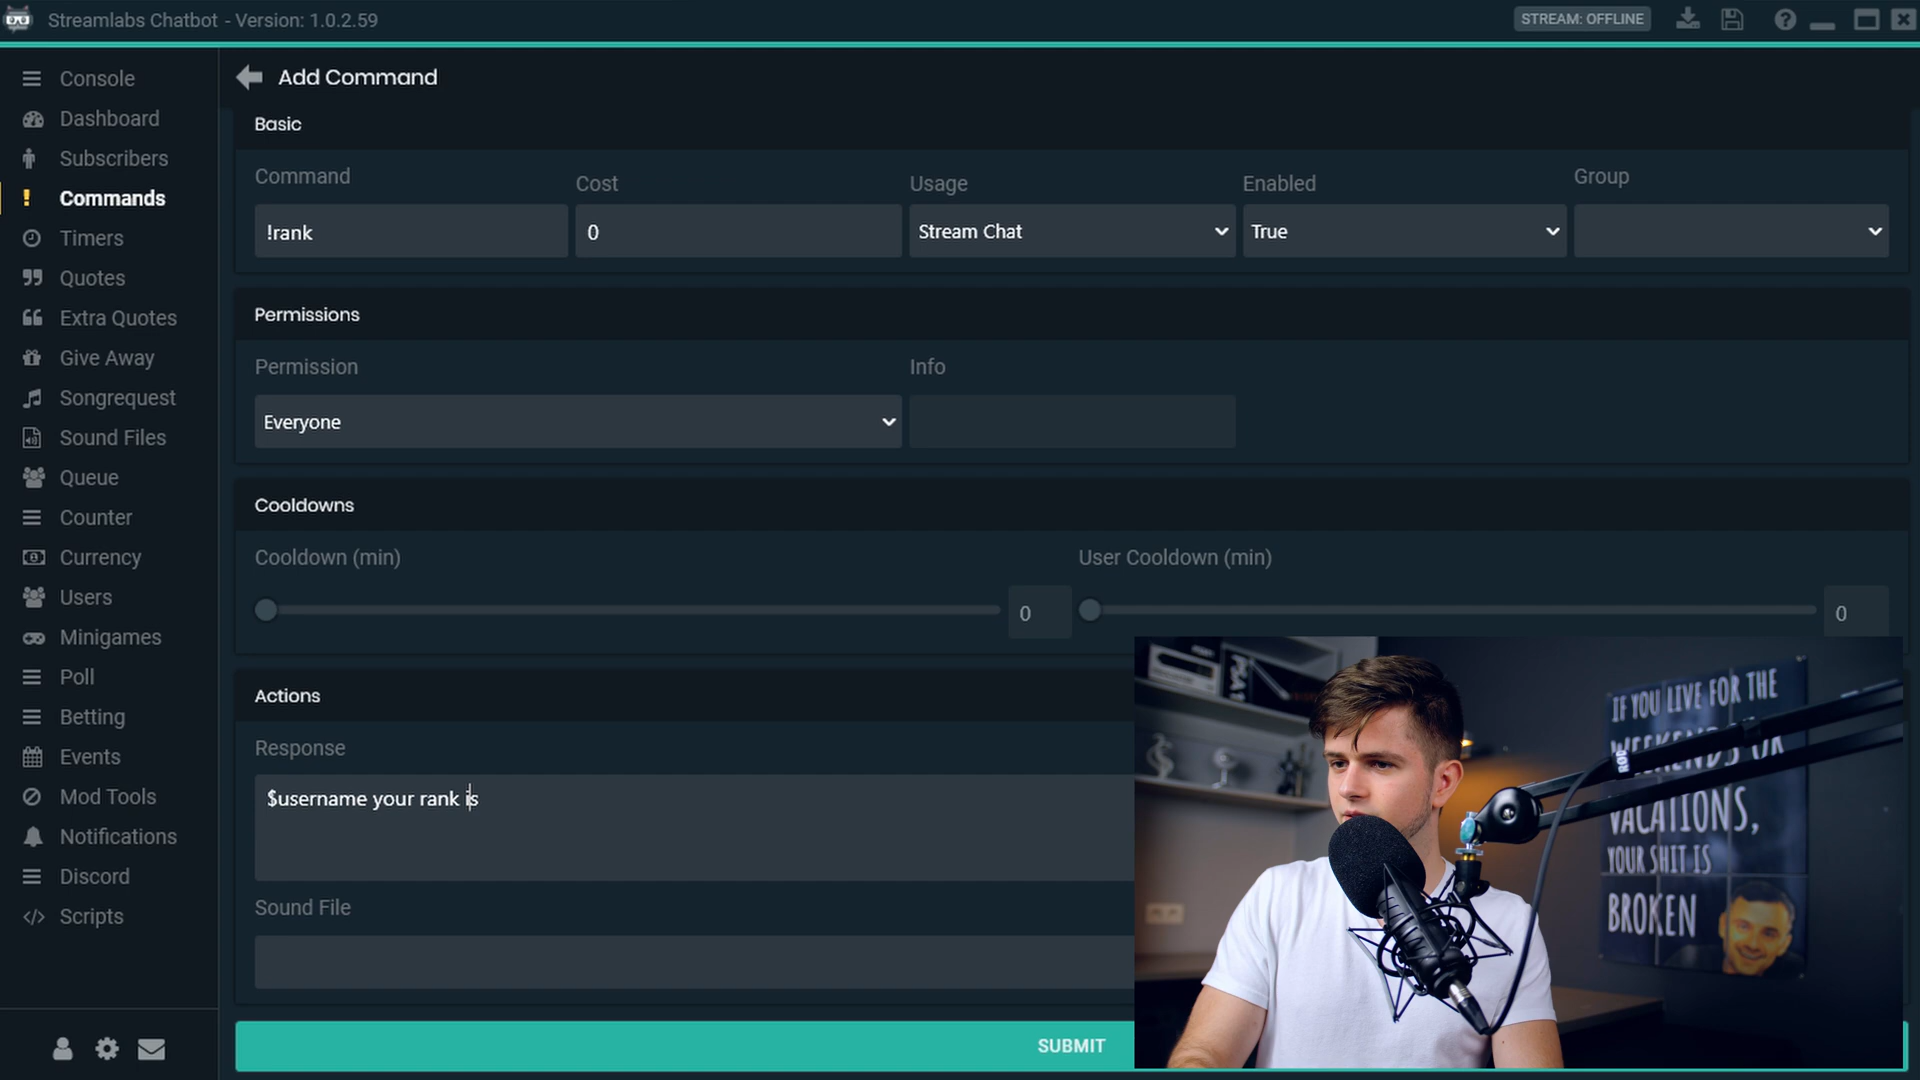 Streamlabs Chatbot - Version: 1.0.2.59
STREAM: OFFLINE
Console
Dashboard
Subscribers
Commands
Timers
Quotes
Extra Quotes
Give Away
Songrequest
Sound Files
Queue
Counter
Currency
Users
Minigames
Poll
Betting
Events
Mod Tools
Notifications
Discord
Scripts
Add Command
Basic
Command
Cost
Usage
Enabled
Group
!rank
0
Stream Chat
True
Permissions
Permission
Info
Everyone
Cooldowns
Cooldown (min)
User Cooldown (min)
0
0
Actions
Response
$username your rank is
Sound File
SUBMIT
IF YOU LIVE FOR THE
WEEKENDS OR
VACATIONS,
YOUR SHIT IS
BROKEN